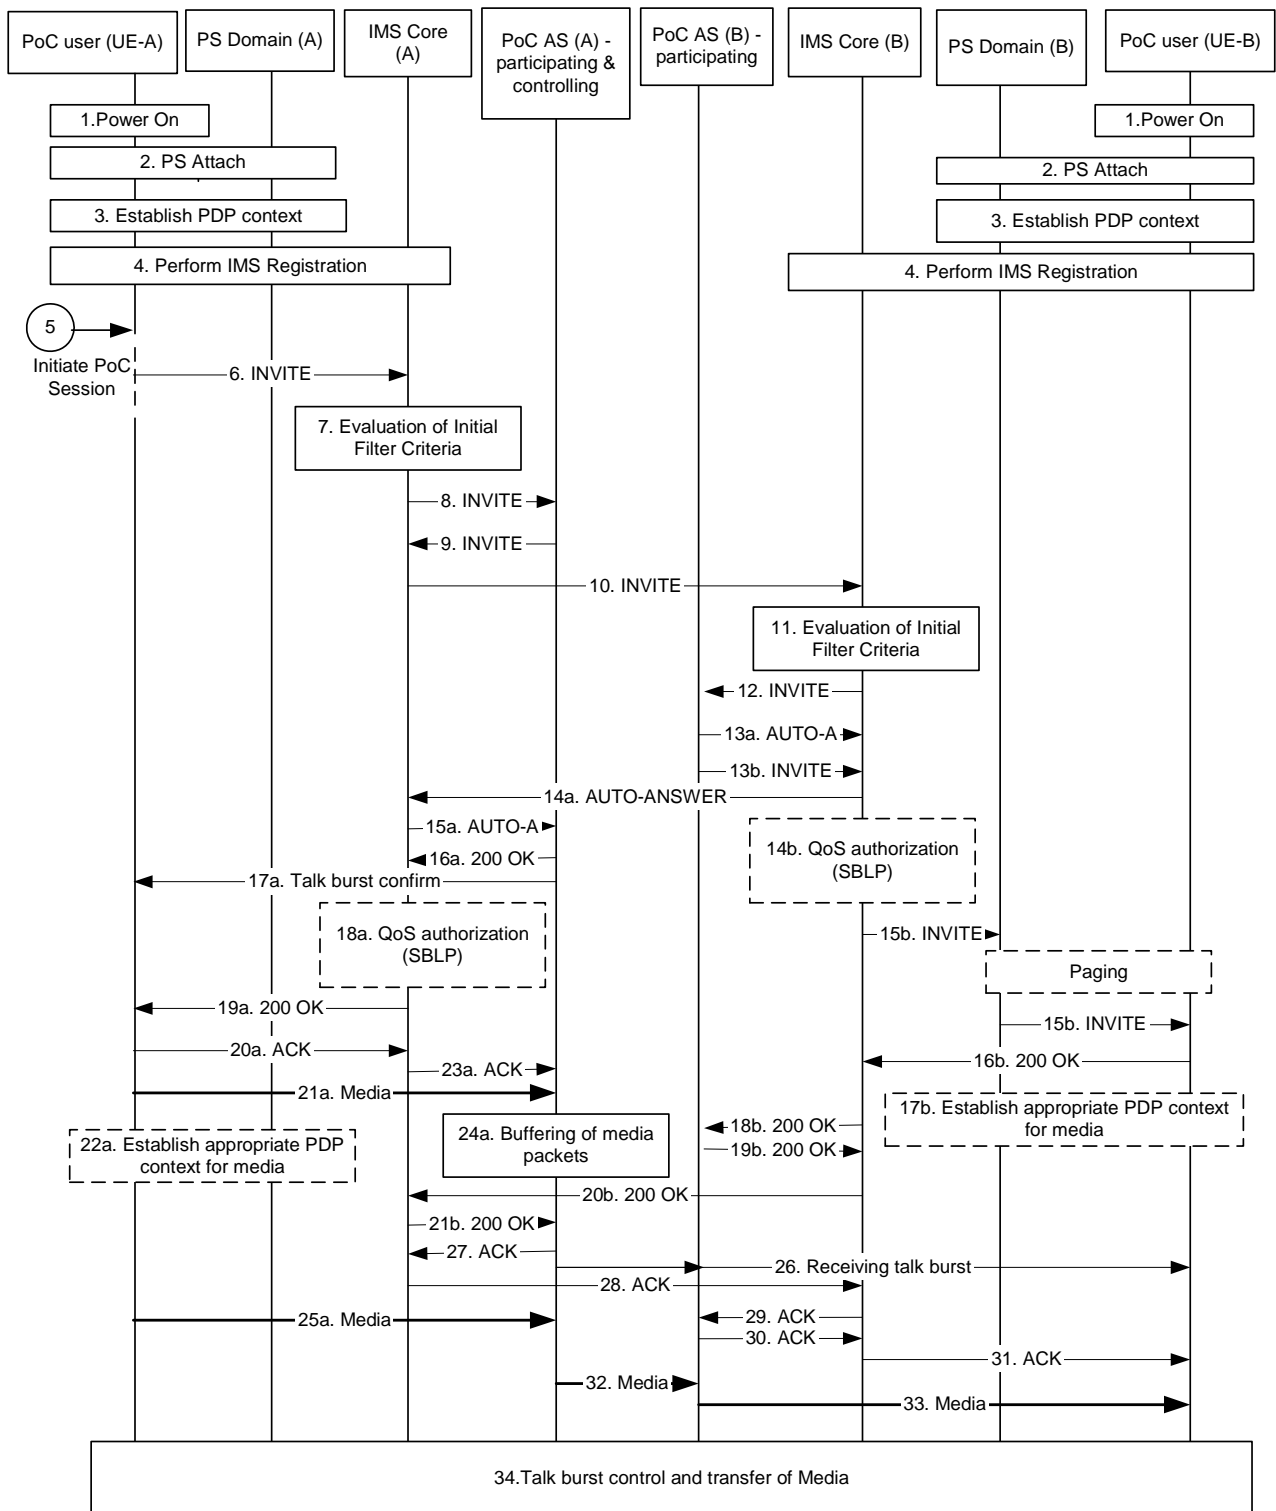 PoC user (UE-A)
PS Domain (A)
IMS Core
(A)
PoC AS (A) -
participating &
controlling
PoC AS (B) -
participating
IMS Core (B)
PS Domain (B)
PoC user (UE-B)
1.Power On
1.Power On
2. PS Attach
2. PS Attach
3. Establish PDP context
3. Establish PDP context
4. Perform IMS Registration
4. Perform IMS Registration
5
Initiate PoC
Session
6. INVITE
7. Evaluation of Initial
Filter Criteria
8. INVITE
9. INVITE
10. INVITE
11. Evaluation of Initial
Filter Criteria
12. INVITE
13a. AUTO-A
13b. INVITE
14a. AUTO-ANSWER
15a. AUTO-A
14b. QoS authorization
(SBLP)
16a. 200 OK
17a. Talk burst confirm
18a. QoS authorization
(SBLP)
15b. INVITE
Paging
19a. 200 OK
15b. INVITE
20a. ACK
16b. 200 OK
23a. ACK
21a. Media
17b. Establish appropriate PDP context
for media
18b. 200 OK
22a. Establish appropriate PDP
context for media
24a. Buffering of media
packets
19b. 200 OK
20b. 200 OK
21b. 200 OK
27. ACK
26. Receiving talk burst
28. ACK
25a. Media
29. ACK
30. ACK
31. ACK
32. Media
33. Media
34.Talk burst control and transfer of Media